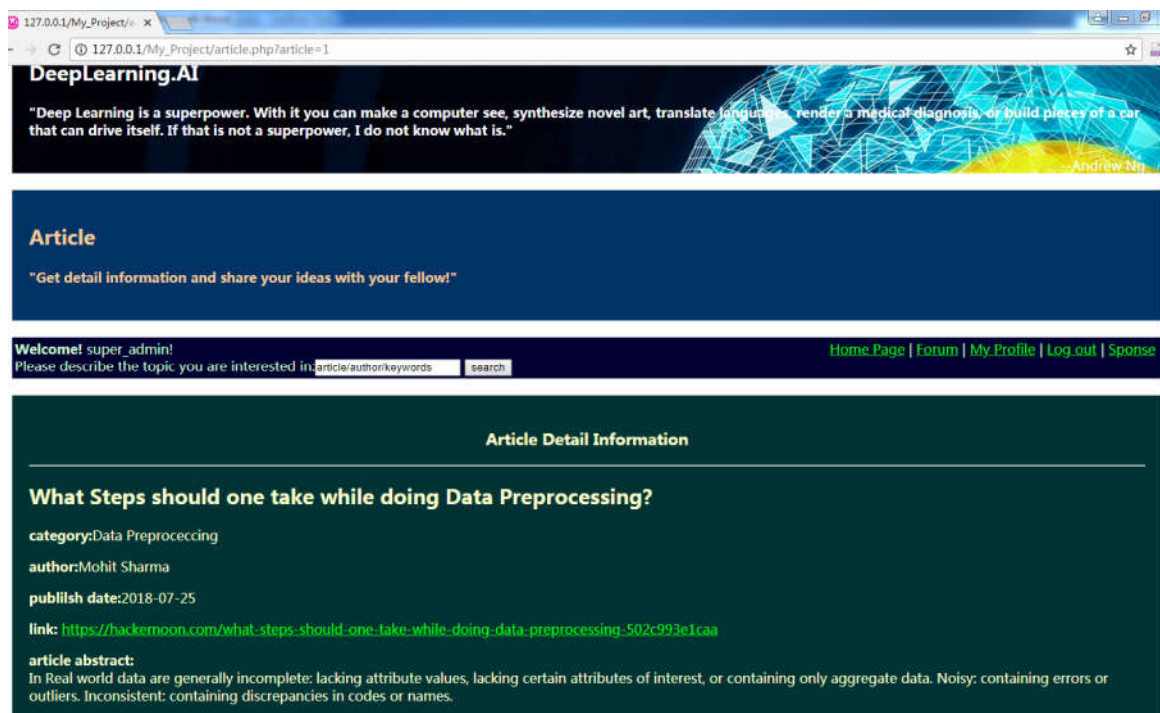 127.0.0.1/My_Project/a
127.0.0.1/My_Project/article.php?article=1
DeepLearning.AI
"Deep Learning is a superpower. With it you can make a computer see, synthesize novel art, translate languages, render a medical diagnosis, or build pieces of a car
that can drive itself. If that is not a superpower, I do not know what is."
--Andrew Ng
Article
"Get detail information and share your ideas with your fellow!"
Welcome! super_admin!
Home Page | Forum | My Profile | Log out | Sponse
Please describe the topic you are interested in: article/author/keywords search
Article Detail Information
What Steps should one take while doing Data Preprocessing?
category:Data Preproceccing
author:Mohit Sharma
publilsh date:2018-07-25
link: https://hackernoon.com/what-steps-should-one-take-while-doing-data-preprocessing-502c993e1caa
article abstract:
In Real world data are generally incomplete: lacking attribute values, lacking certain attributes of interest, or containing only aggregate data. Noisy: containing errors or
outliers. Inconsistent: containing discrepancies in codes or names.